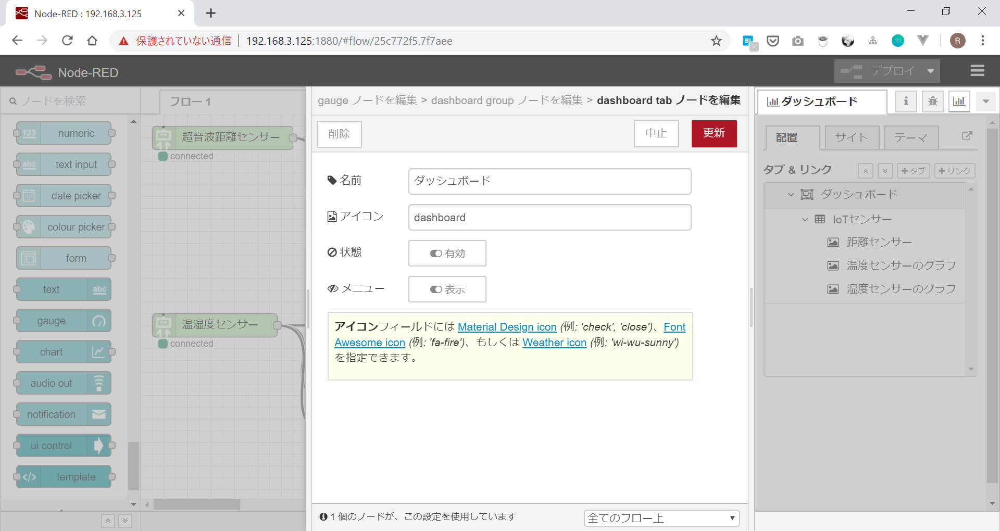 Node-RED : 192.168.3.125
保護されていない通信
192.168.3.125:1880/#flow/25c772f5.7f7aee
B!
m
R
Node-RED
デプロイ
ノードを検索
フロー 1
123 numeric
abc text input
date picker
colour picker
form
text abc
gauge
chart
audio out
notification
ui control
</> template
超音波距離センサー
connected
温湿度センサー
connected
gauge ノードを編集 > dashboard group ノードを編集 > dashboard tab ノードを編集
削除
中止
更新
名前
ダッシュボード
アイコン
dashboard
状態
有効
メニュー
表示
アイコンフィールドには Material Design icon (例: 'check', 'close')、Font
Awesome icon (例: 'fa-fire')、もしくは Weather icon (例: 'wi-wu-sunny')
を指定できます。
1 個のノードが、この設定を使用しています
全てのフロー上
ダッシュボード
配置
サイト
テーマ
タブ & リンク
+タブ
+リンク
ダッシュボード
IoTセンサー
距離センサー
温度センサーのグラフ
湿度センサーのグラフ